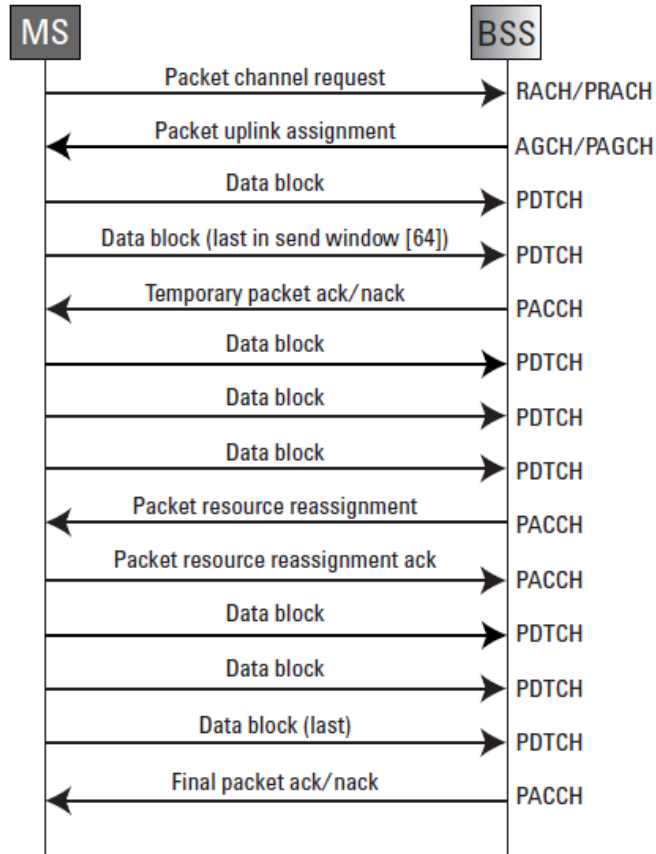 MS
BSS
Packet channel request
RACH/PRACH
Packet uplink assignment
AGCH/PAGCH
Data block
PDTCH
Data block (last in send window [64])
PDTCH
Temporary packet ack/nack
PACCH
Data block
PDTCH
Data block
PDTCH
Data block
PDTCH
Packet resource reassignment
PACCH
Packet resource reassignment ack
PACCH
Data block
PDTCH
Data block
PDTCH
Data block (last)
PDTCH
Final packet ack/nack
PACCH